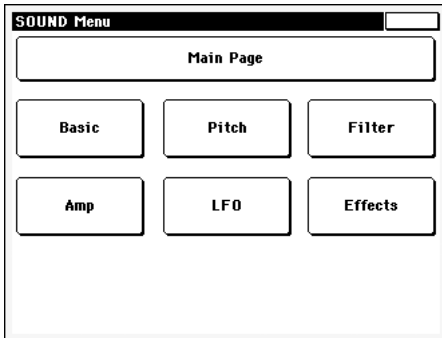 SOUND Menu
Main Page
Basic Pitch Filter
Amp LFO Effects